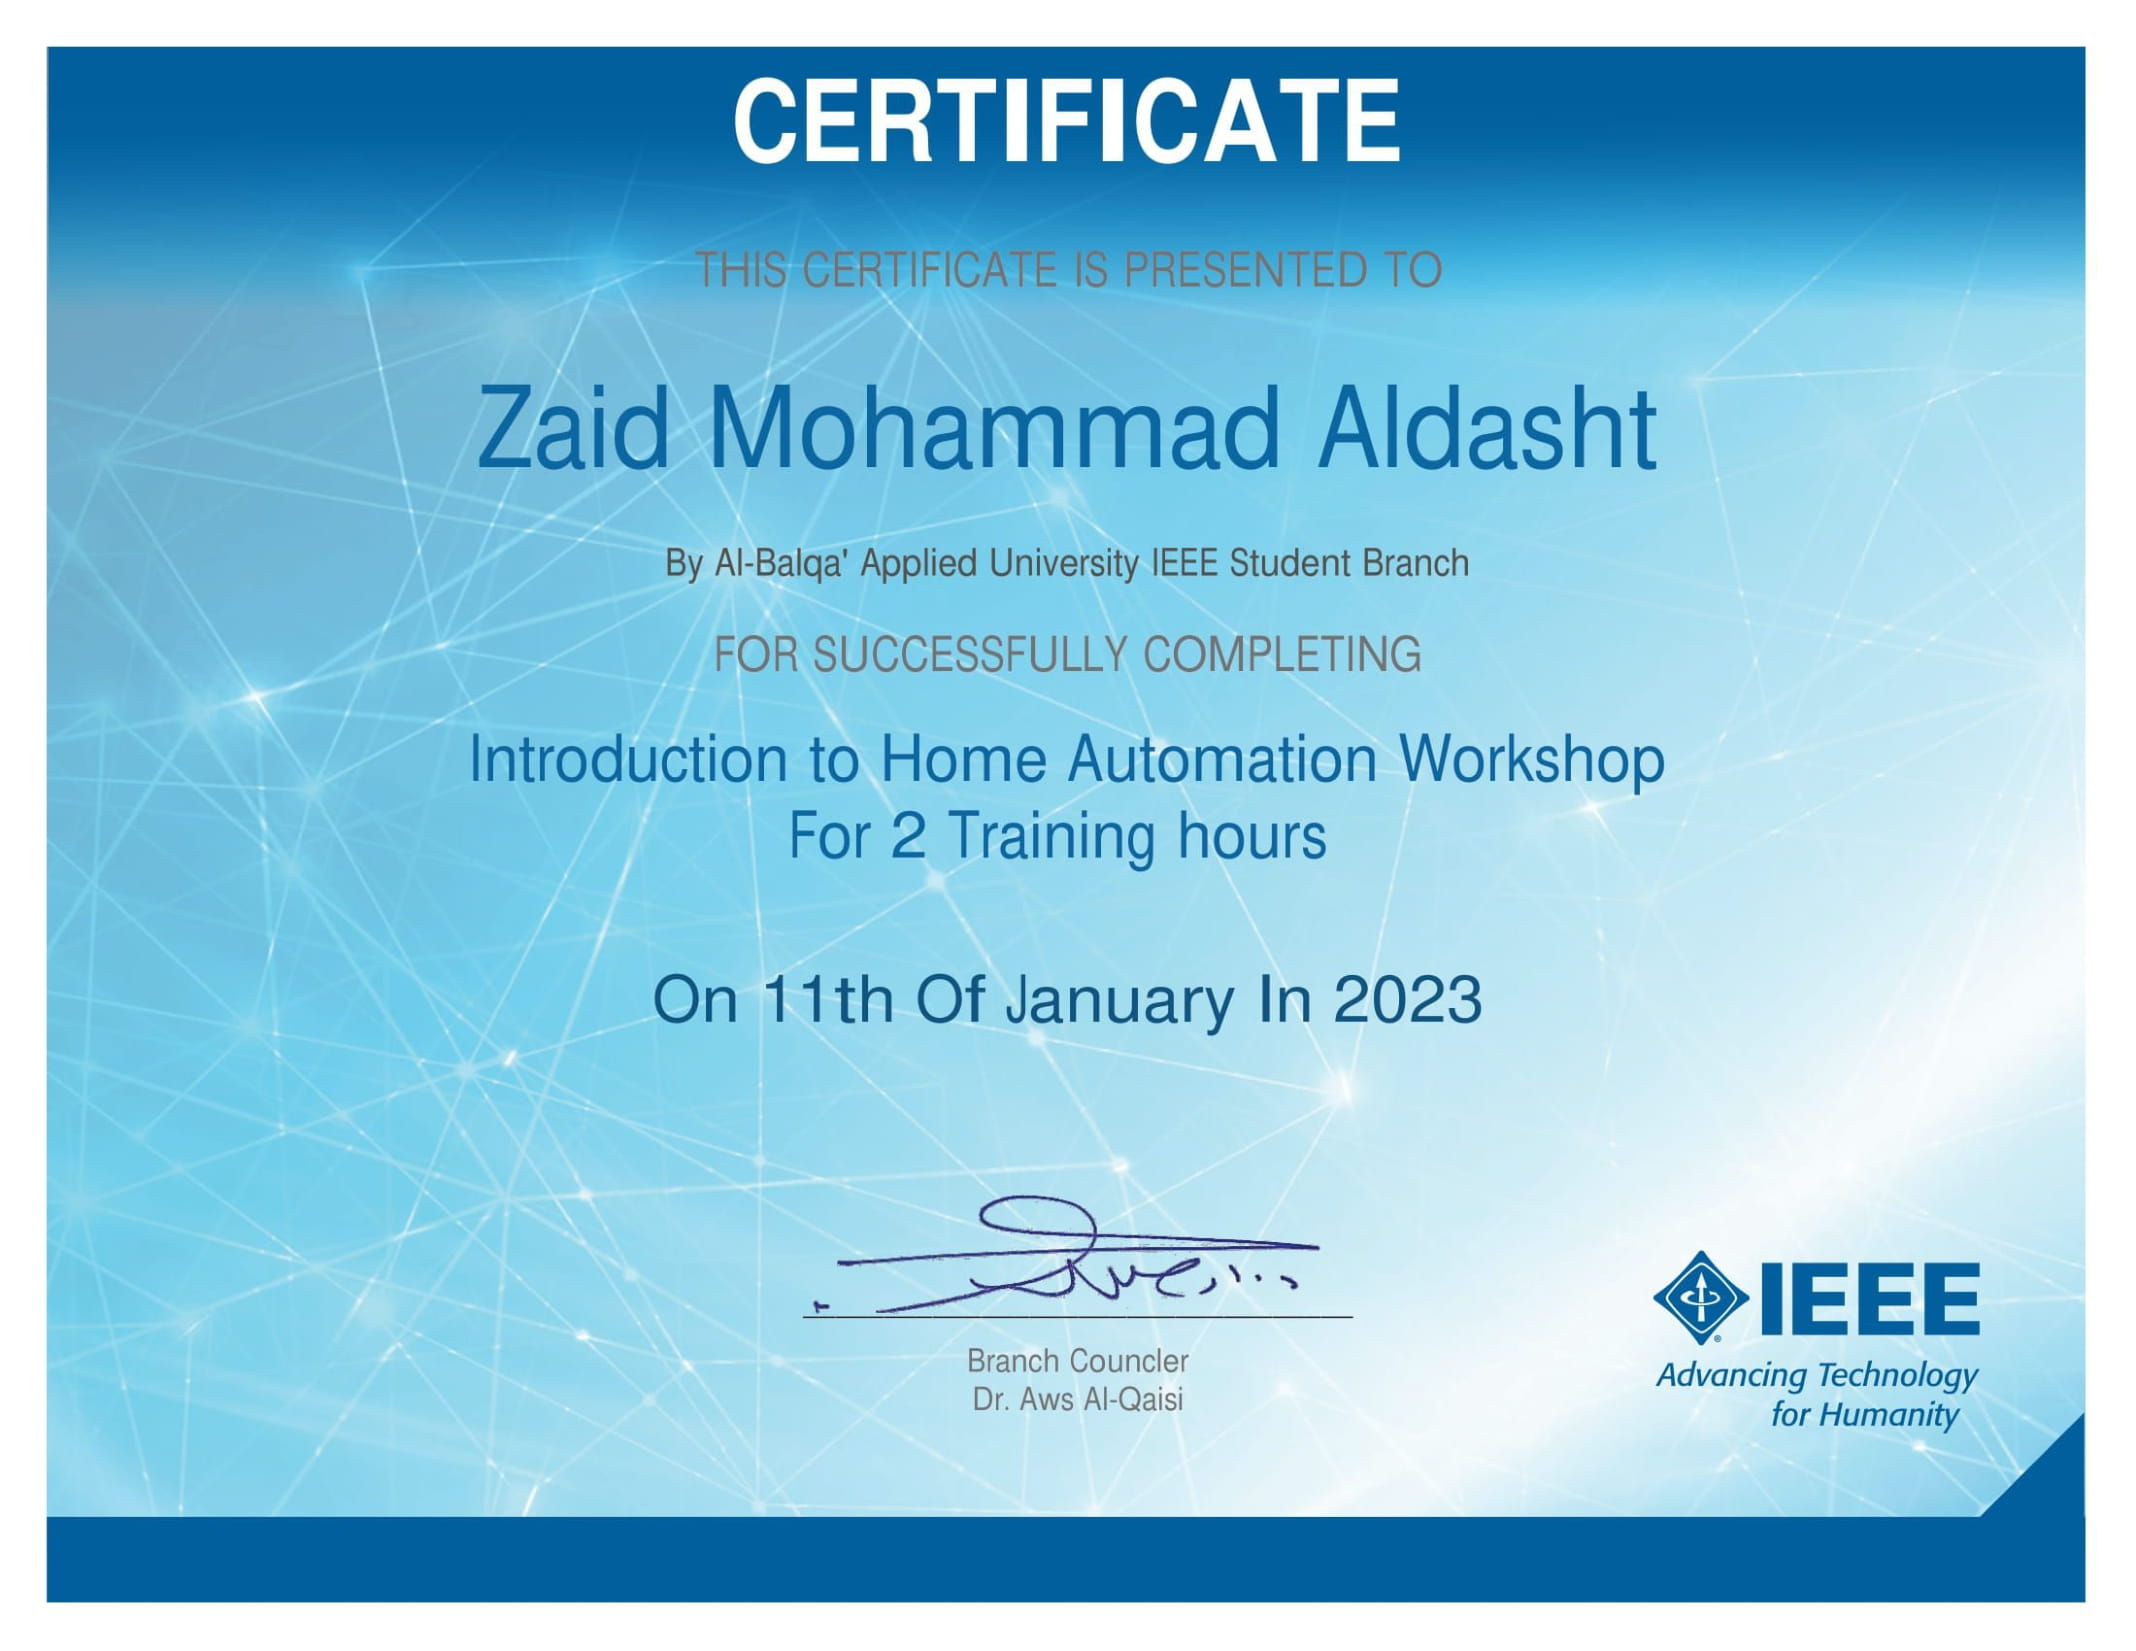 CERTIFICATE
THIS CERTIFICATE IS PRESENTED TO
Zaid Mohammad Aldasht
By Al-Balqa' Applied University IEEE Student Branch
FOR SUCCESSFULLY COMPLETING
Introduction to Home Automation Workshop
For 2 Training hours
On 11th Of January In 2023
Branch Councler
Dr. Aws Al-Qaisi
IEEE
Advancing Technology
for Humanity